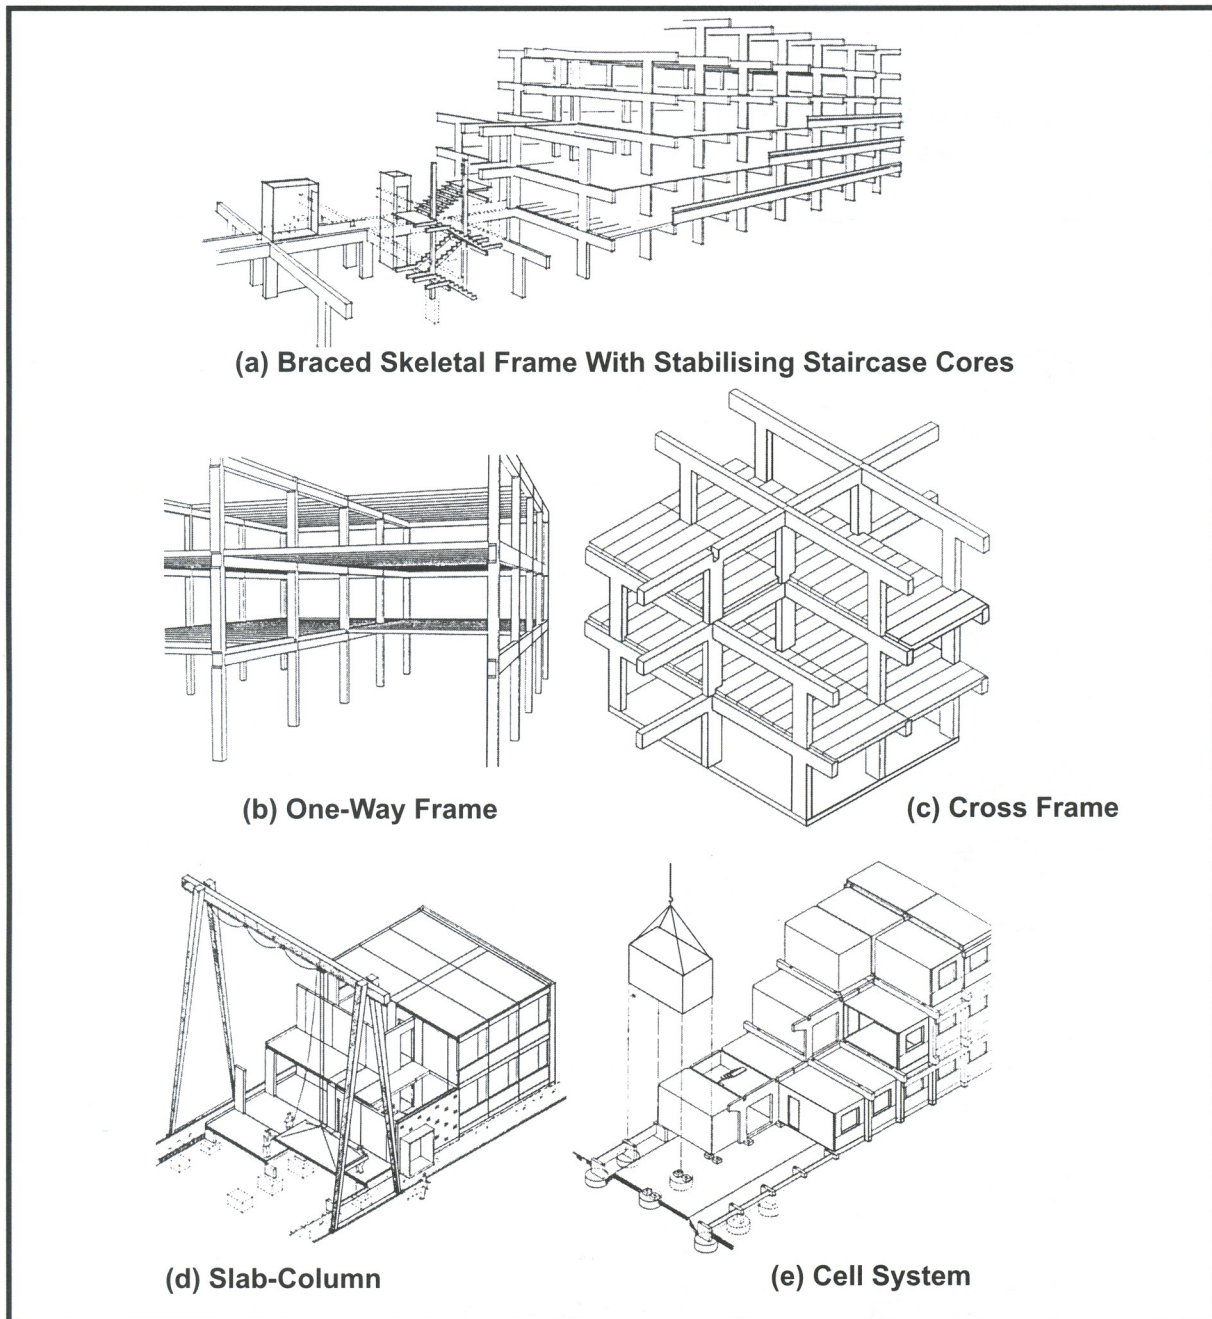 (a) Braced Skeletal Frame With Stabilising Staircase Cores
(b) One-Way Frame
(c) Cross Frame
(d) Slab-Column
(e) Cell System